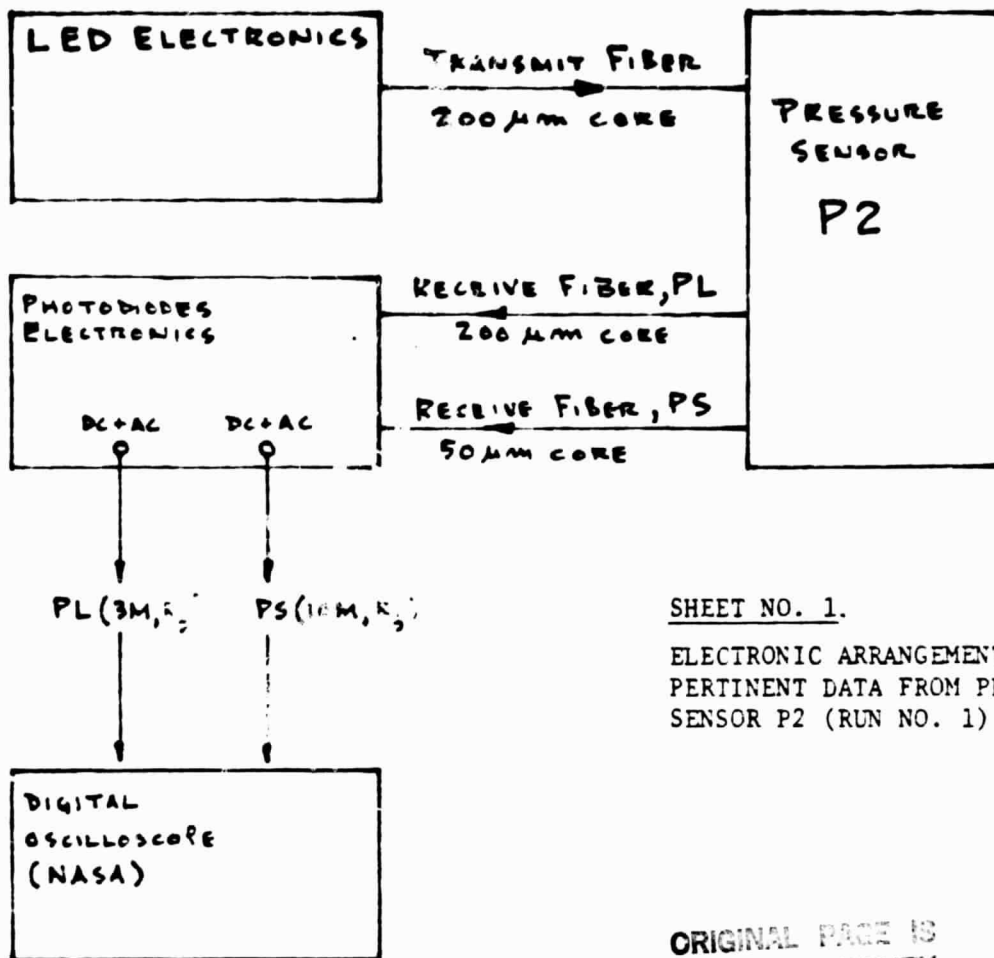 LED ELECTRONICS
TRANSMIT FIBER
200 µm CORE
PRESSURE
SENSOR
P2
PHOTODIODES
ELECTRONICS
RECEIVE FIBER, PL
200 µm CORE
DC+AC DC+AC
RECEIVE FIBER, PS
50 µm CORE
PL (3M, PS (
SHEET NO. 1.
ELECTRONIC ARRANGEMENT
PERTINENT DATA FROM
SENSOR P2 (RUN NO. 1)
DIGITAL
OSCILLOSCOPE
(NASA)
ORIGINAL PAGE IS